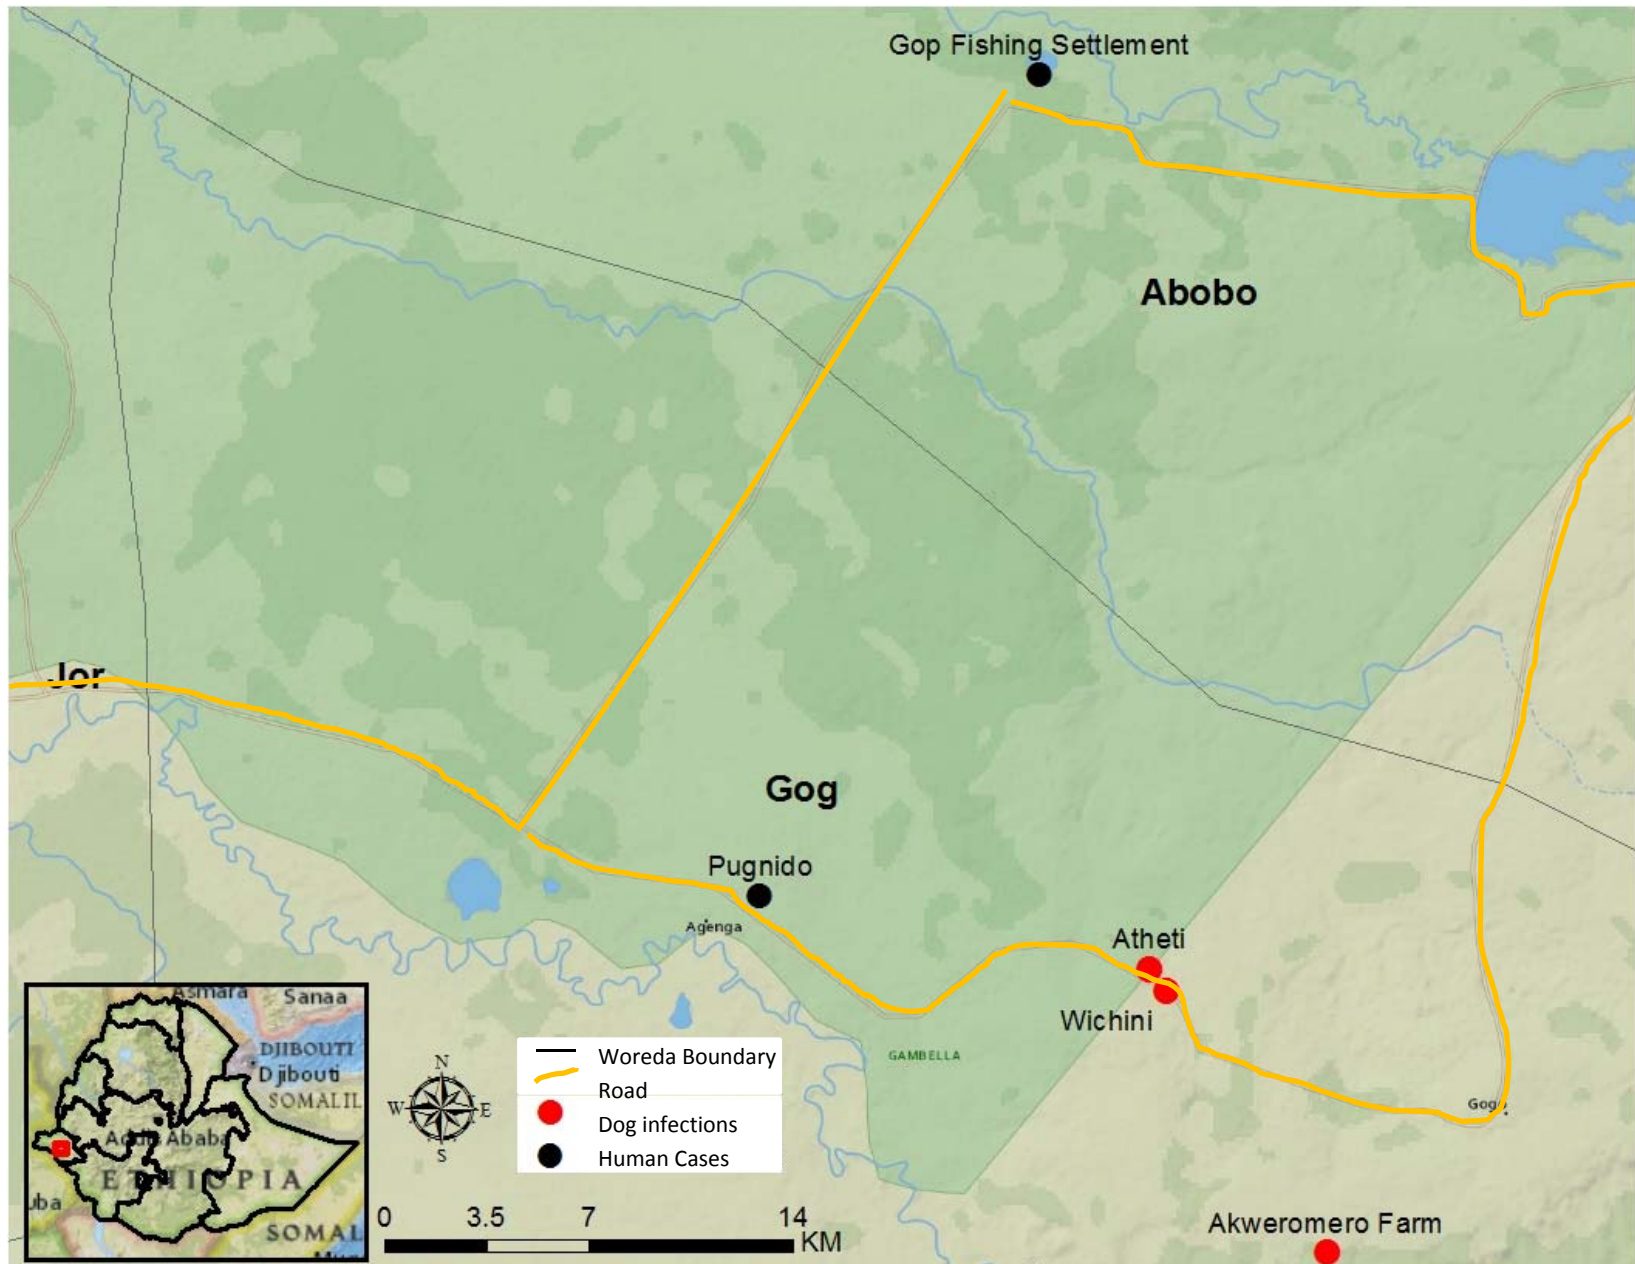 Gop Fishing Settlement
Abobo
Jor
Gog
Pugnido
Agenga
Atheti
Wichini
GAMBELLA
Gogo
Akweromero Farm
Asmara
Sanaa
DJIBOUTI
Djibouti
SOMALIL
Addis Ababa
ETHIOPIA
uba
SOMAL
N
W
E
S
Woreda Boundary
Road
Dog infections
Human Cases
0 3.5 7 14
KM